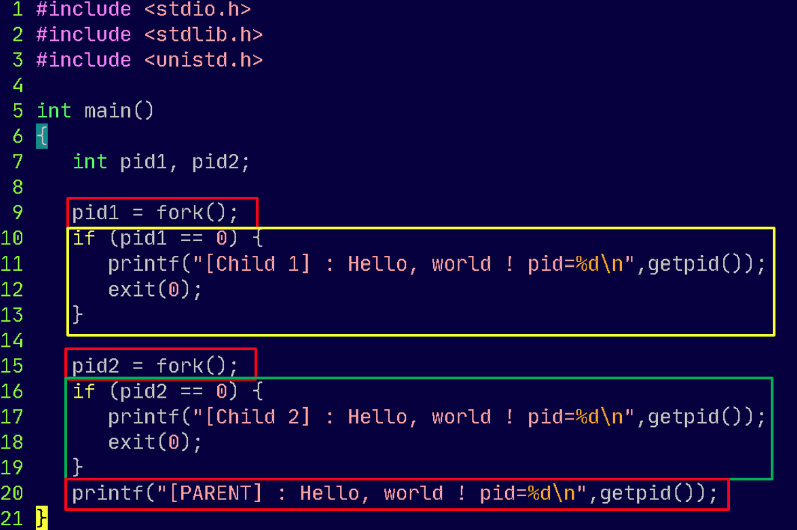 1 #include <stdio.h>
2 #include <stdlib.h>
3 #include <unistd.h>
4
5 int main()
6 {
7    int pid1, pid2;
8
9    pid1 = fork();
10    if (pid1 == 0) {
11       printf("[Child 1] : Hello, world ! pid=%d\n",getpid());
12       exit(0);
13    }
14
15    pid2 = fork();
16    if (pid2 == 0) {
17       printf("[Child 2] : Hello, world ! pid=%d\n",getpid());
18       exit(0);
19    }
20    printf("[PARENT] : Hello, world ! pid=%d\n",getpid());
21 }